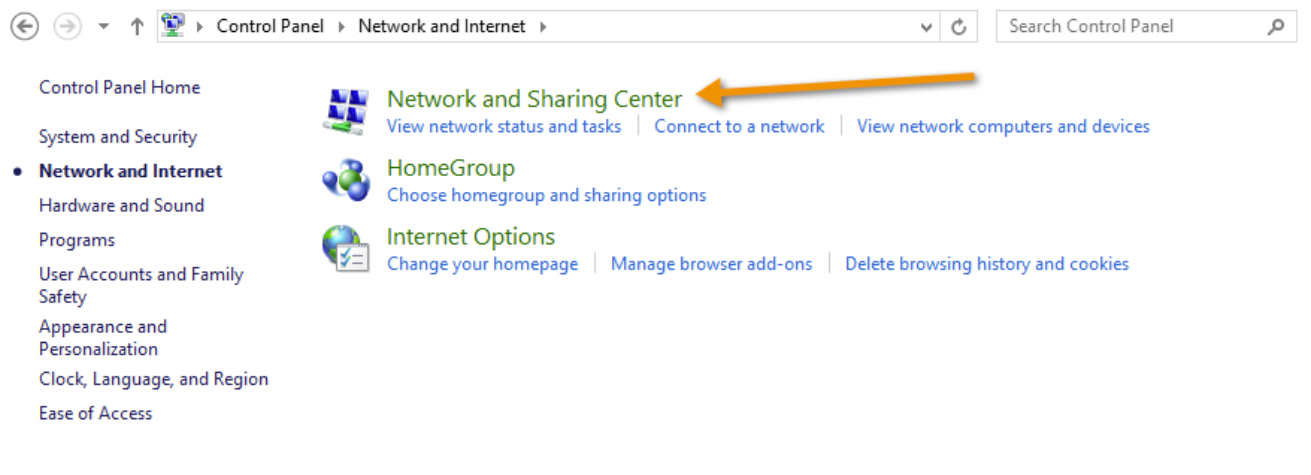 Control Panel Network and Internet
Search Control Panel
Control Panel Home
System and Security
Network and Internet
Hardware and Sound
Programs
User Accounts and Family
Safety
Appearance and
Personalization
Clock, Language, and Region
Ease of Access
Network and Sharing Center
View network status and tasks Connect to a network View network computers and devices
HomeGroup
Choose homegroup and sharing options
Internet Options
Change your homepage Manage browser add-ons Delete browsing history and cookies